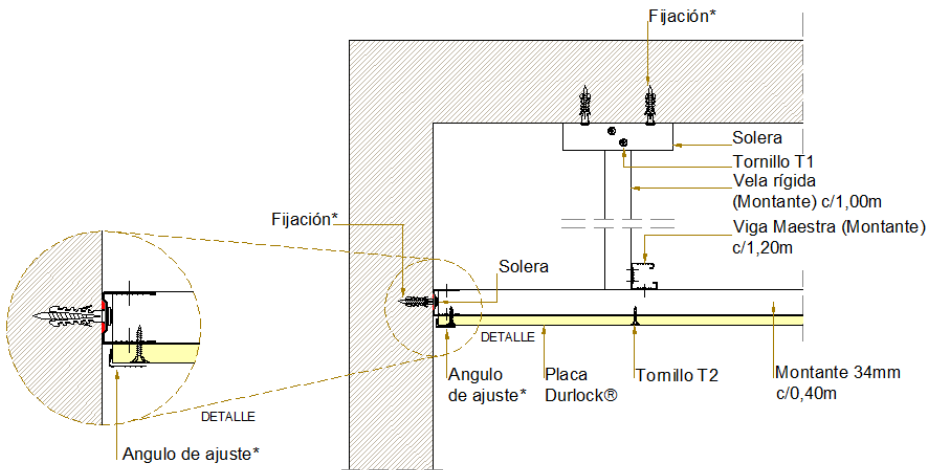 Fijación*
Solera
Tornillo T1
Vela rígida
(Montante) c/1,00m
Viga Maestra (Montante)
c/1,20m
Fijación*
Solera
DETALLE
Angulo
de ajuste*
Placa
Durlock®
Tornillo T2
Montante 34mm
c/0,40m
DETALLE
Angulo de ajuste*